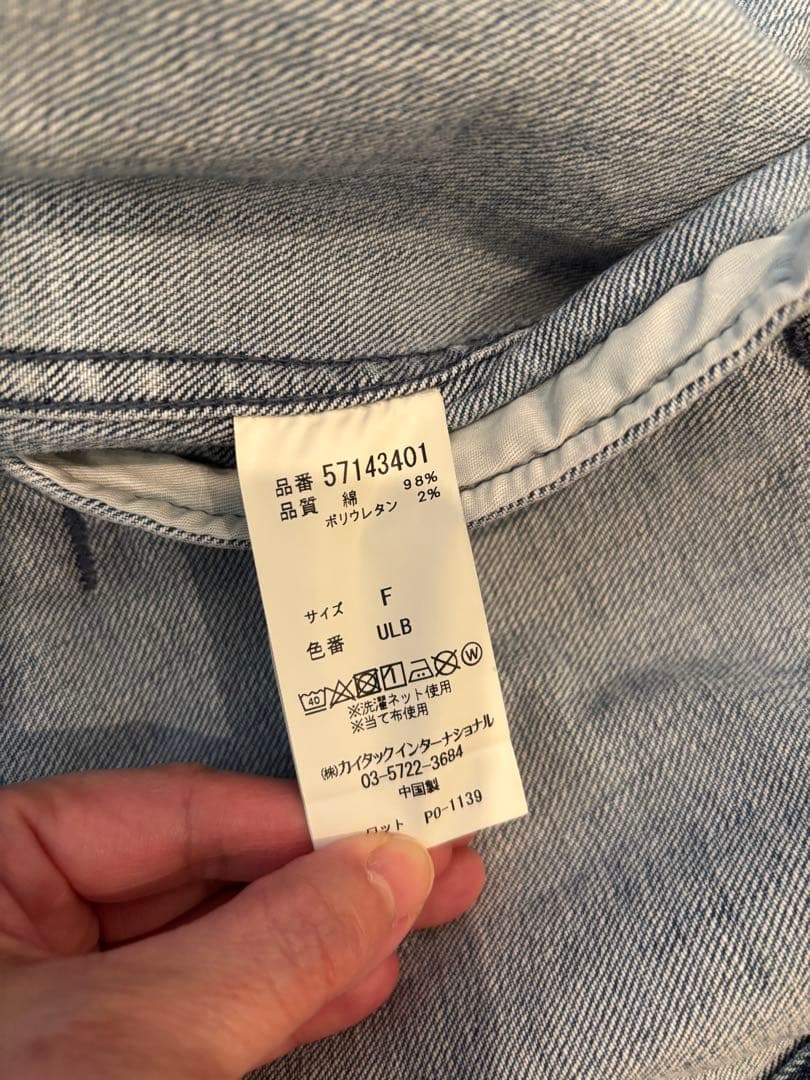 品番 57143401
品質 綿 98%
ポリウレタン 2%
サイズ F
色番 ULB
40 W
※洗濯ネット使用
※当て布使用
(株)カイタックインターナショナル
03-5722-3684
中国製
ロット PO-1139